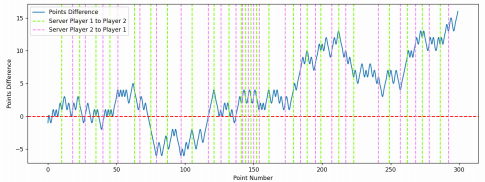 Points Difference
Server Player 1 to Player 2
Server Player 2 to Player 1
15
10
5
0
−5
Points Difference
0
50
100
150
200
250
300
Point Number